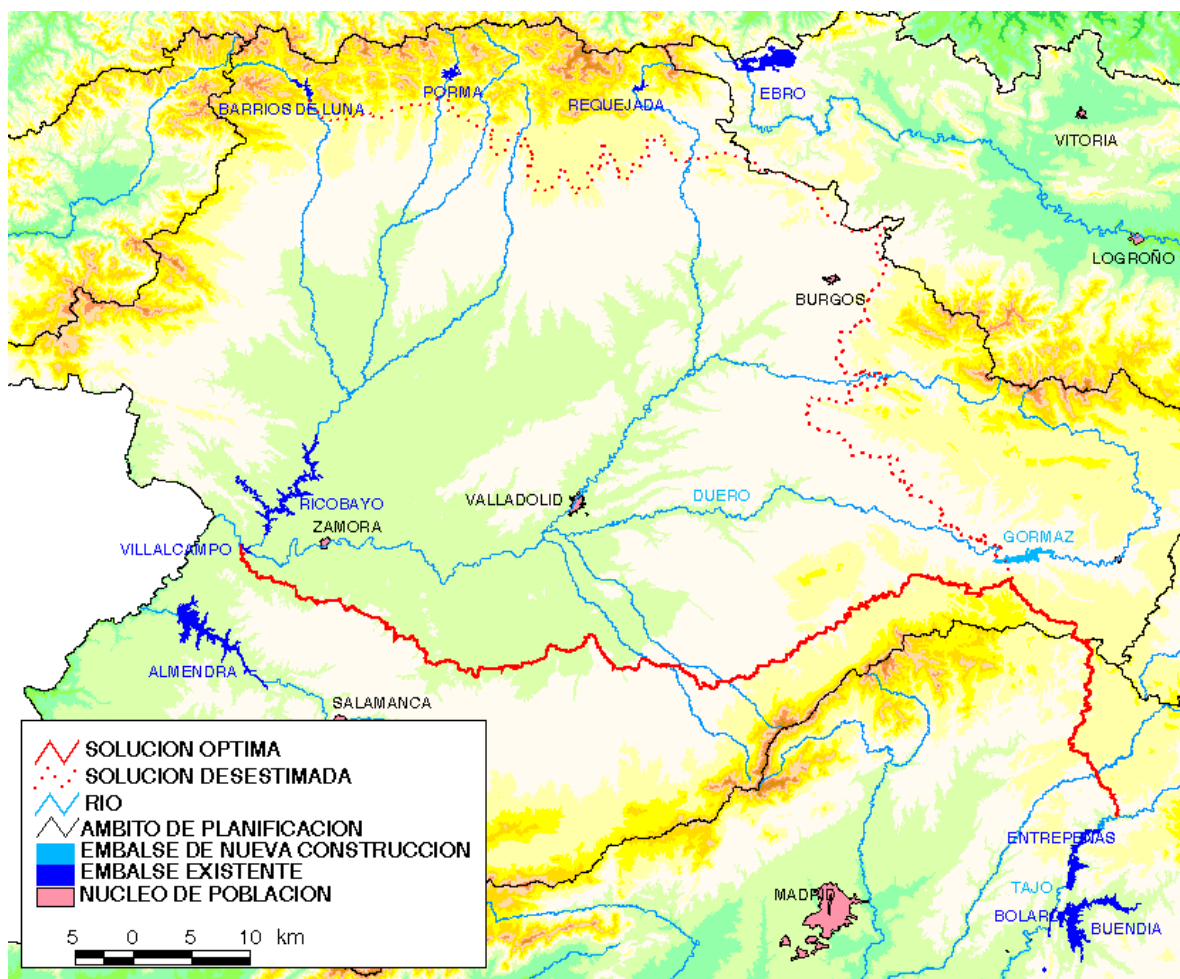 BARRIOS DE LUNA
PORMA
REQUEJADA
EBRO
VITORIA
LOGROÑO
BURGOS
RICOBAYO
VALLADOLID
DUERO
ZAMORA
VILLALCAMPO
GORMAZ
ALMENDRA
SALAMANCA
SOLUCION OPTIMA
SOLUCION DESESTIMADA
RIO
AMBITO DE PLANIFICACION
EMBALSE DE NUEVA CONSTRUCCION
EMBALSE EXISTENTE
NUCLEO DE POBLACION
5 0 5 10 km
ENTREPEÑAS
MADRID
TAJO
BUENDIA